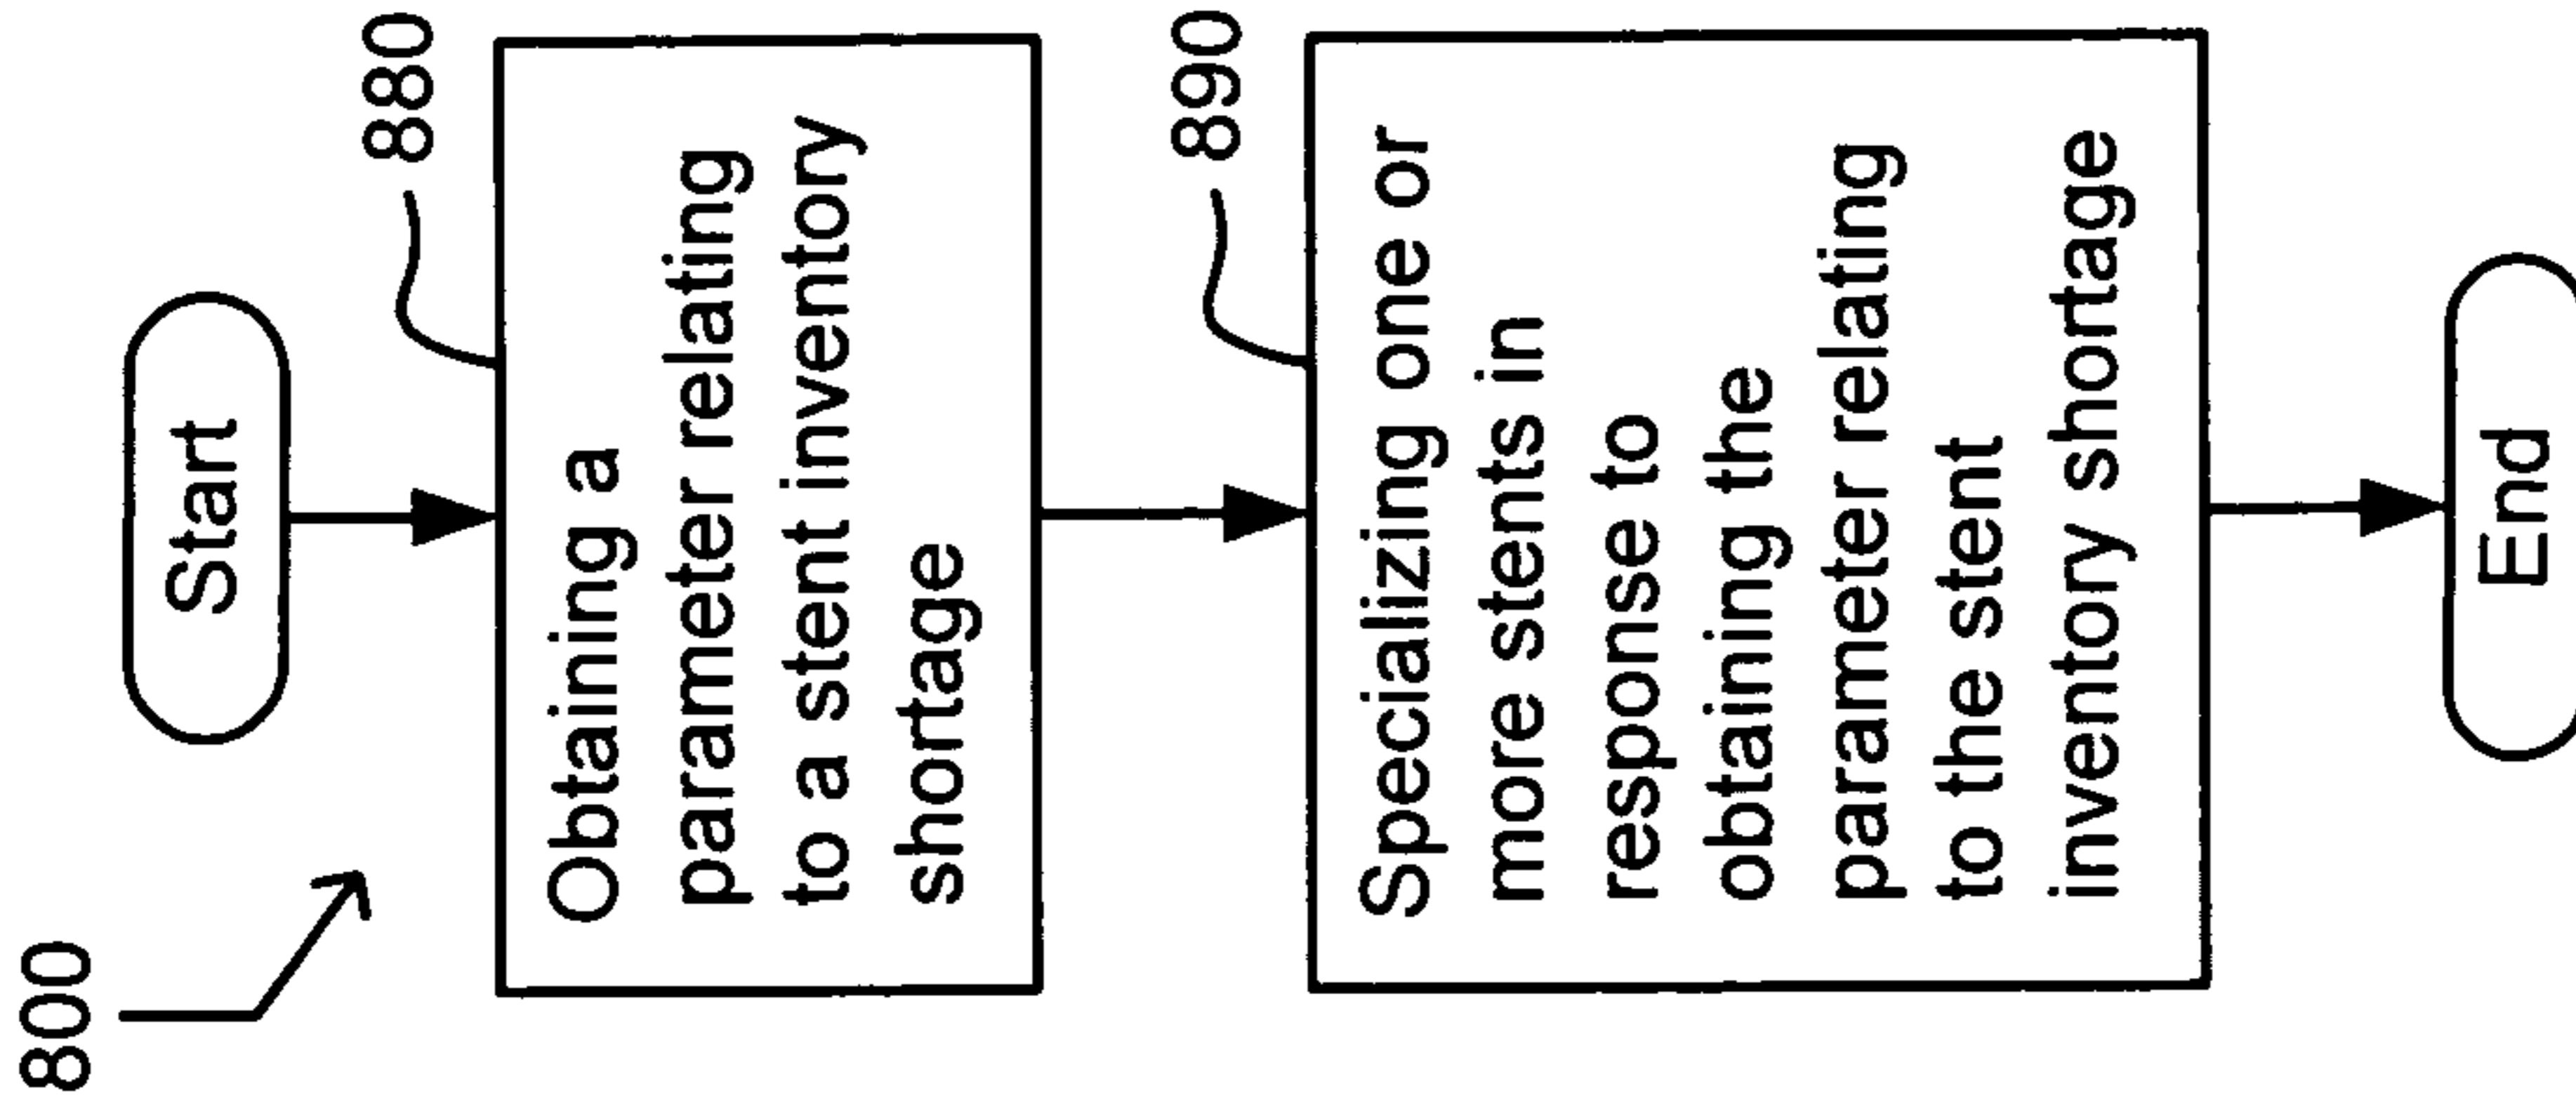 800
Start
880
Obtaining a
parameter relating
to a stent inventory
shortage
890
Specializing one or
more stents in
response to
obtaining the
parameter relating
to the stent
inventory shortage
End